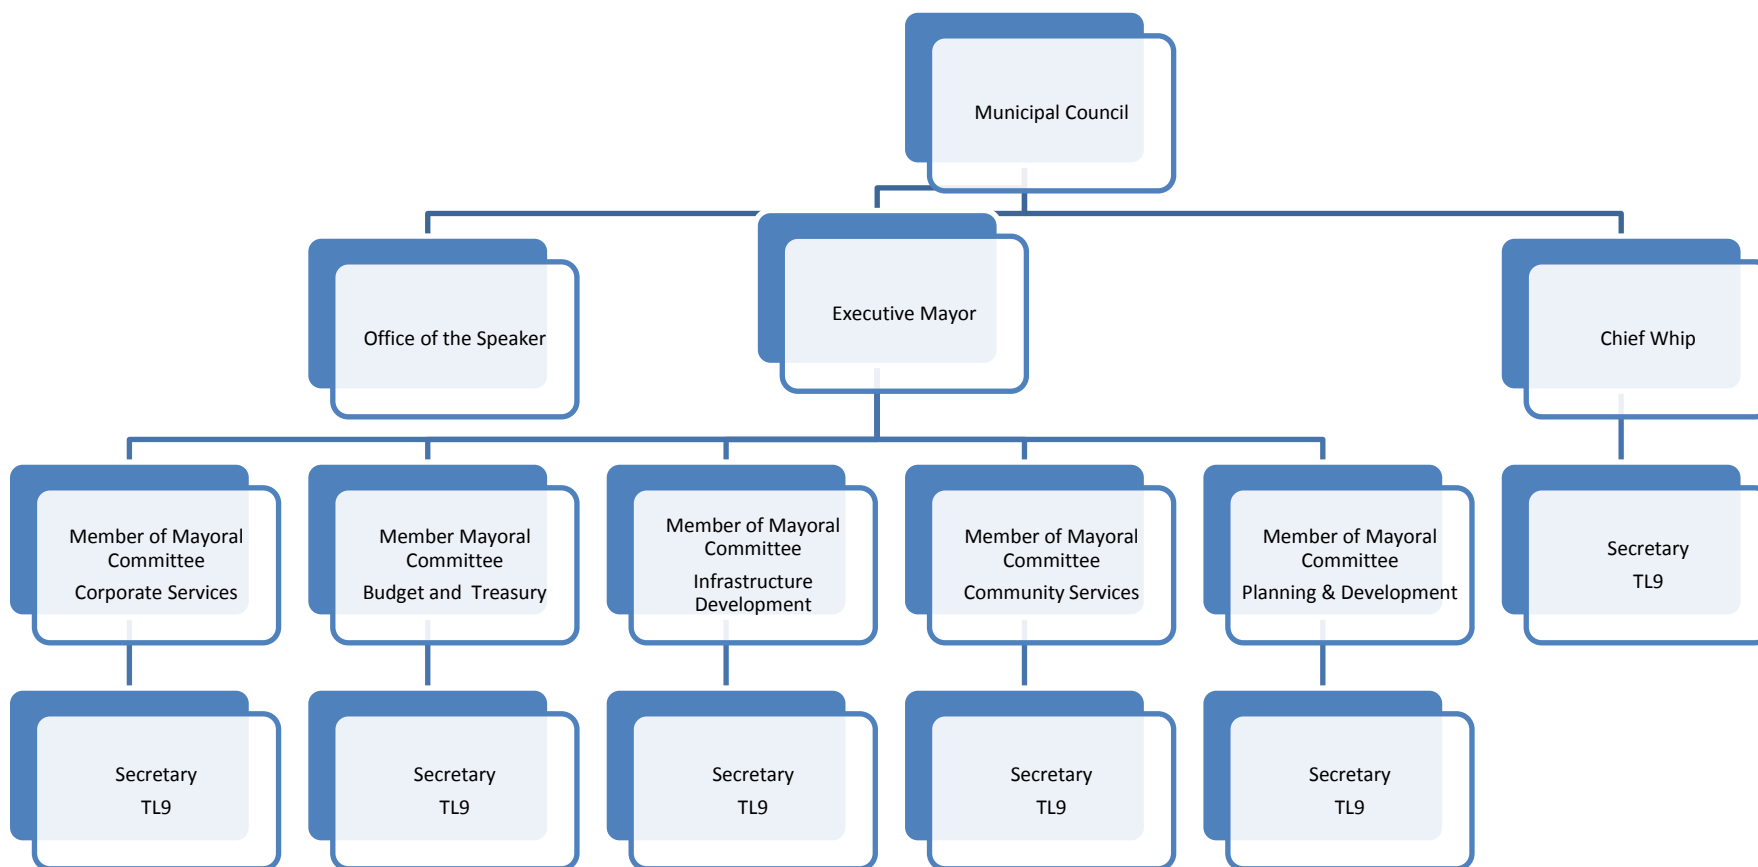 Municipal Council
Office of the Speaker
Executive Mayor
Chief Whip
Member of Mayoral
Committee
Corporate Services
Member Mayoral
Committee
Budget and  Treasury
Member of Mayoral
Committee
Infrastructure
Development
Member of Mayoral
Committee
Community Services
Member of Mayoral
Committee
Planning & Development
Secretary
TL9
Secretary
TL9
Secretary
TL9
Secretary
TL9
Secretary
TL9
Secretary
TL9